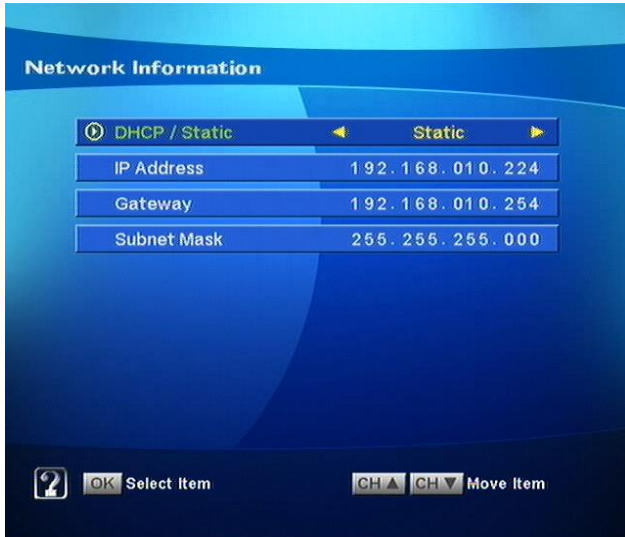 Network Information
DHCP / Static ◀ Static ▶
IP Address 192.168.010.224
Gateway 192.168.010.254
Subnet Mask 255.255.255.000
? OK Select Item CH ▲ CH ▼ Move Item